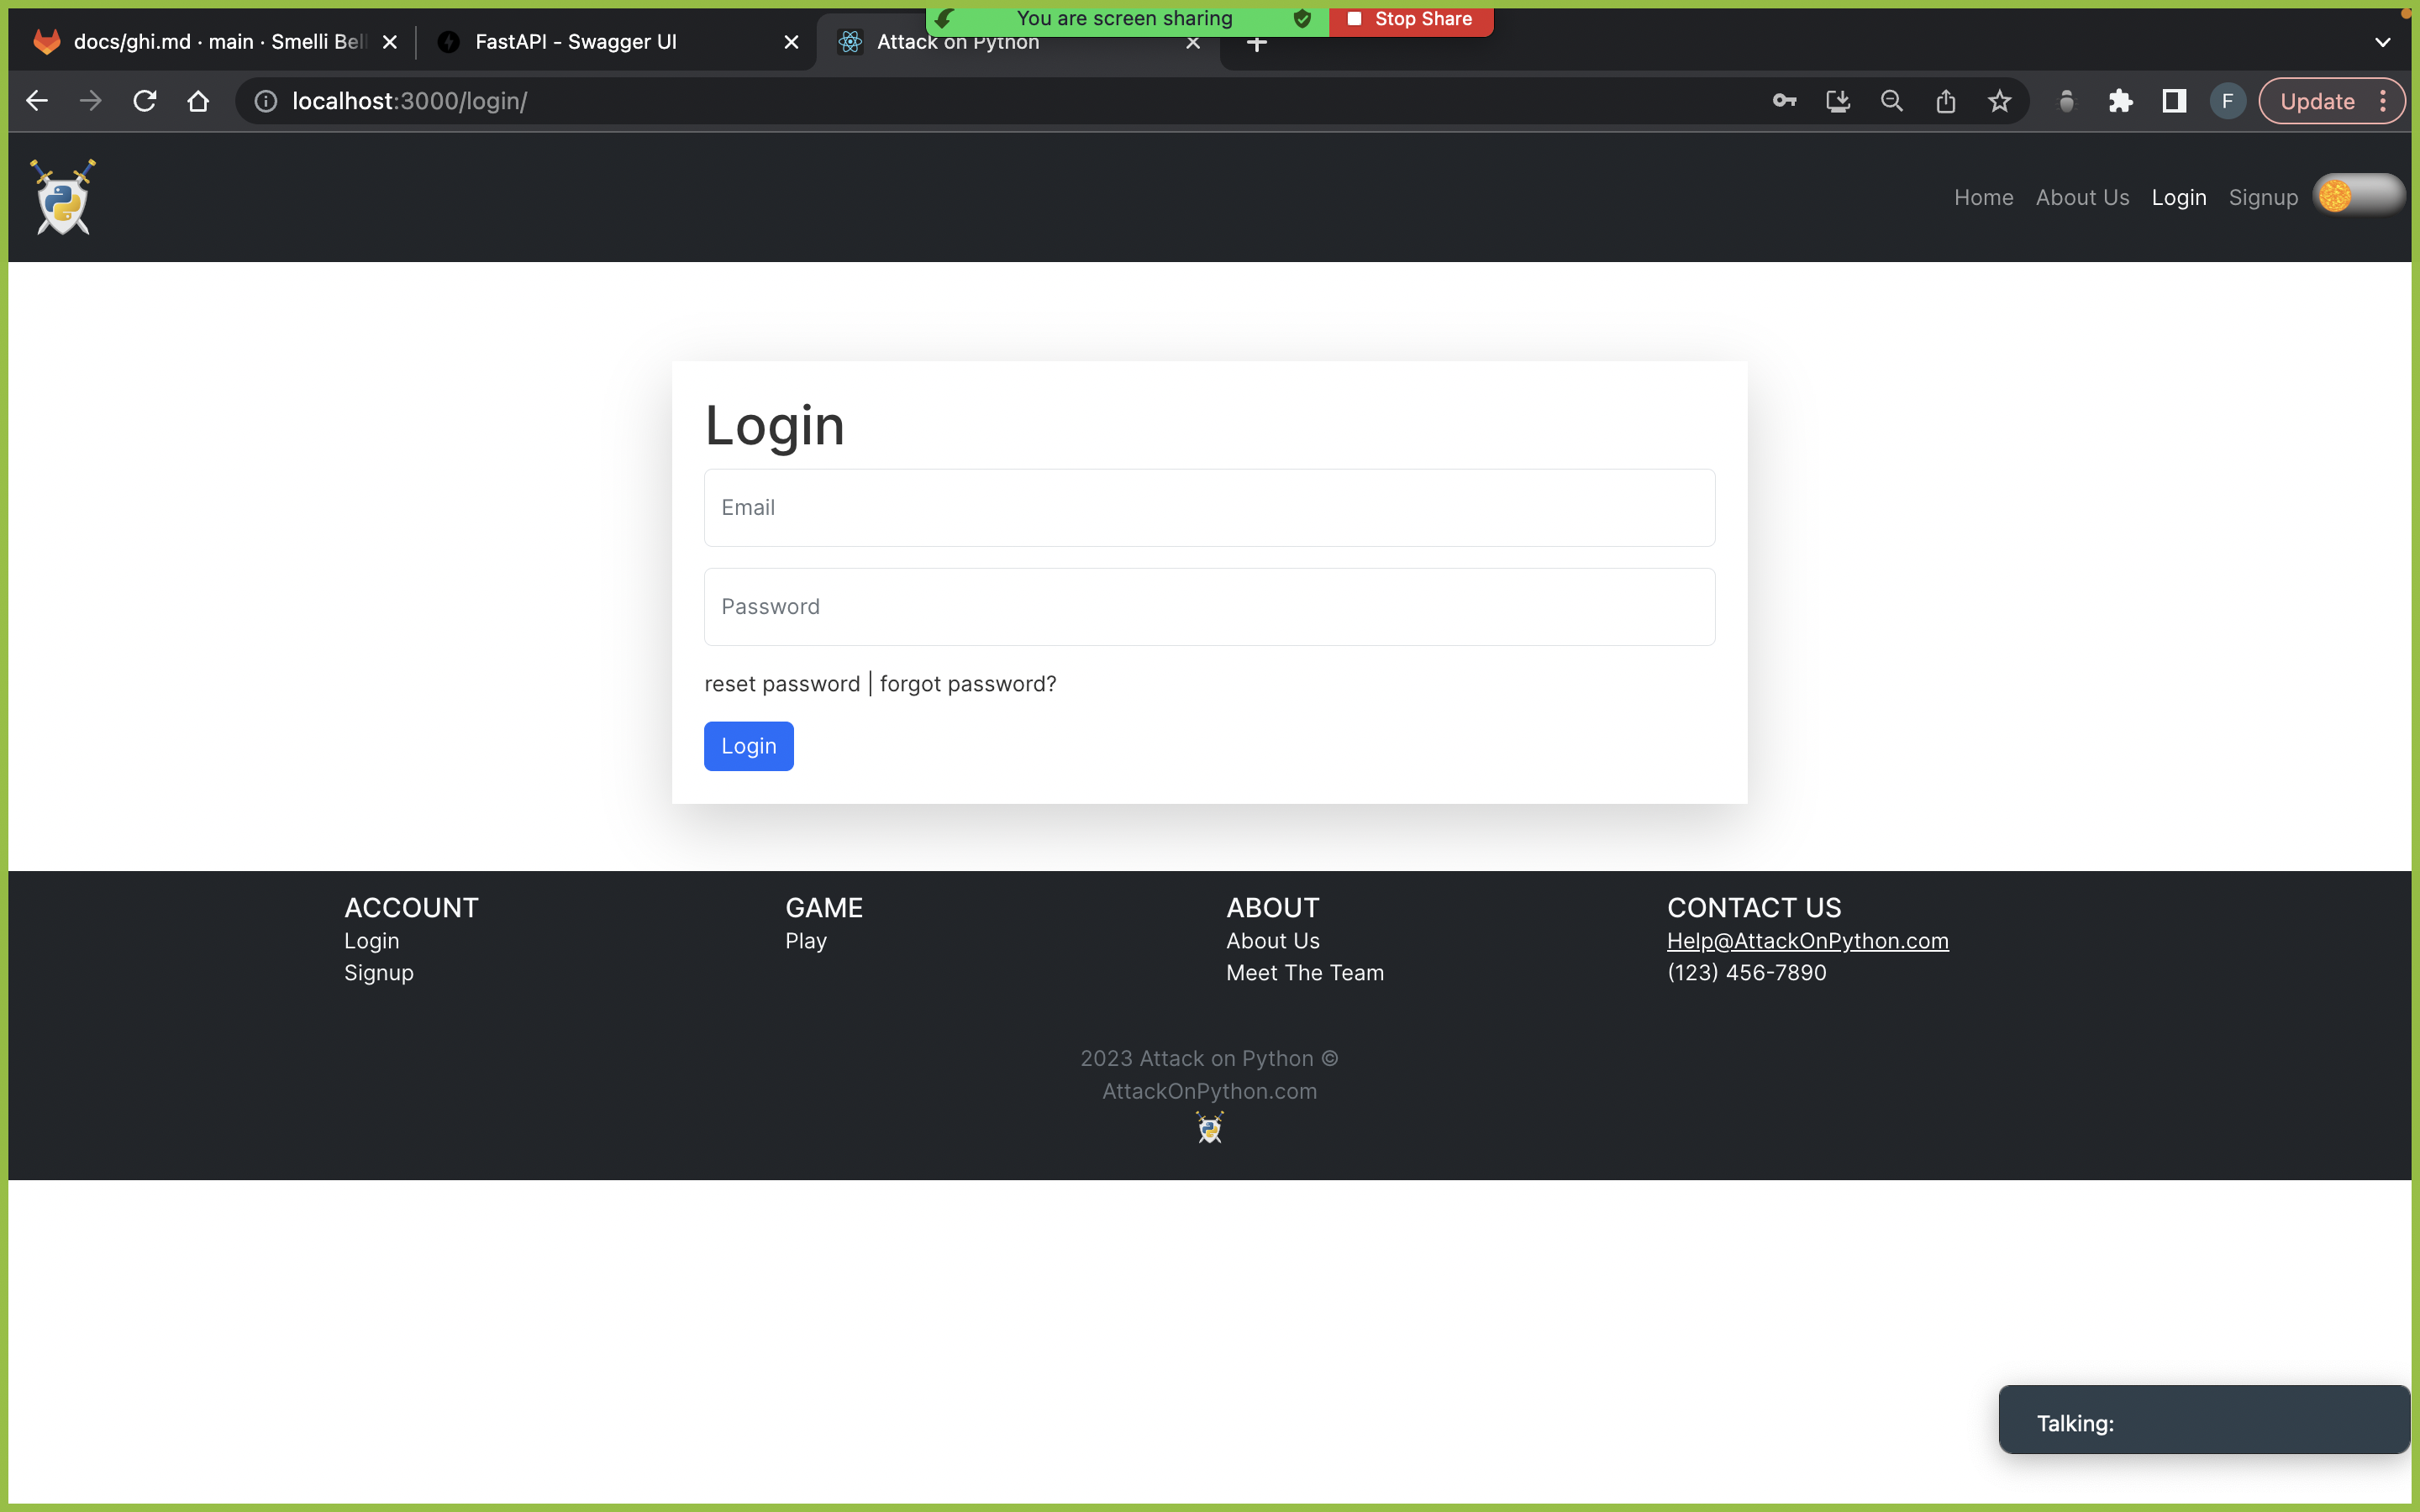 You are screen sharing Stop Share
docs/ghi.md · main · Smelli Bell FastAPI - Swagger UI Attack on Python
localhost:3000/login/ F Update
Home About Us Login Signup
Login
Email
Password
reset password | forgot password?
Login
ACCOUNT GAME ABOUT CONTACT US
Login Play About Us Help@AttackOnPython.com
Signup Meet The Team (123) 456-7890
2023 Attack on Python ©
AttackOnPython.com
Talking: